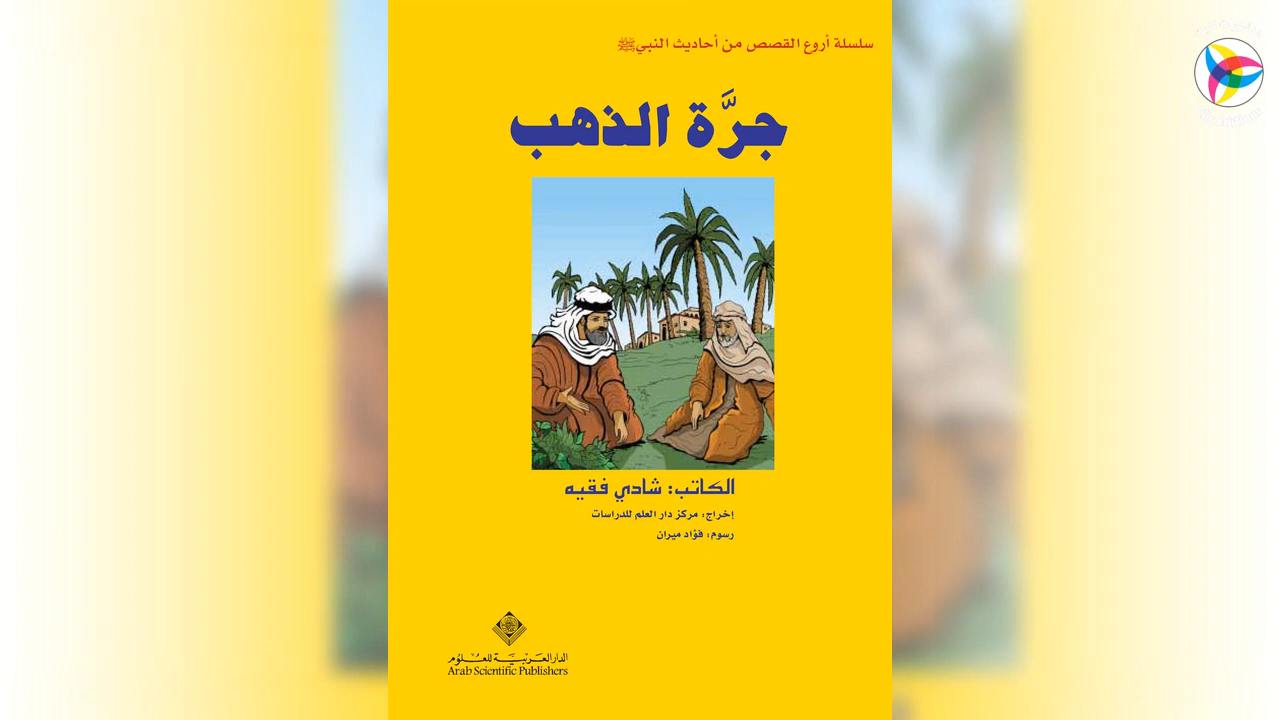 سلسلة أروع القصص من أحاديث النبي ﷺ
جرَّة الذهب
الكاتب: شادي فقيه
إخراج: مركز دار العلم للدراسات
رسوم: فؤاد ميران
الدار العربية للعلوم
Arab Scientific Publishers